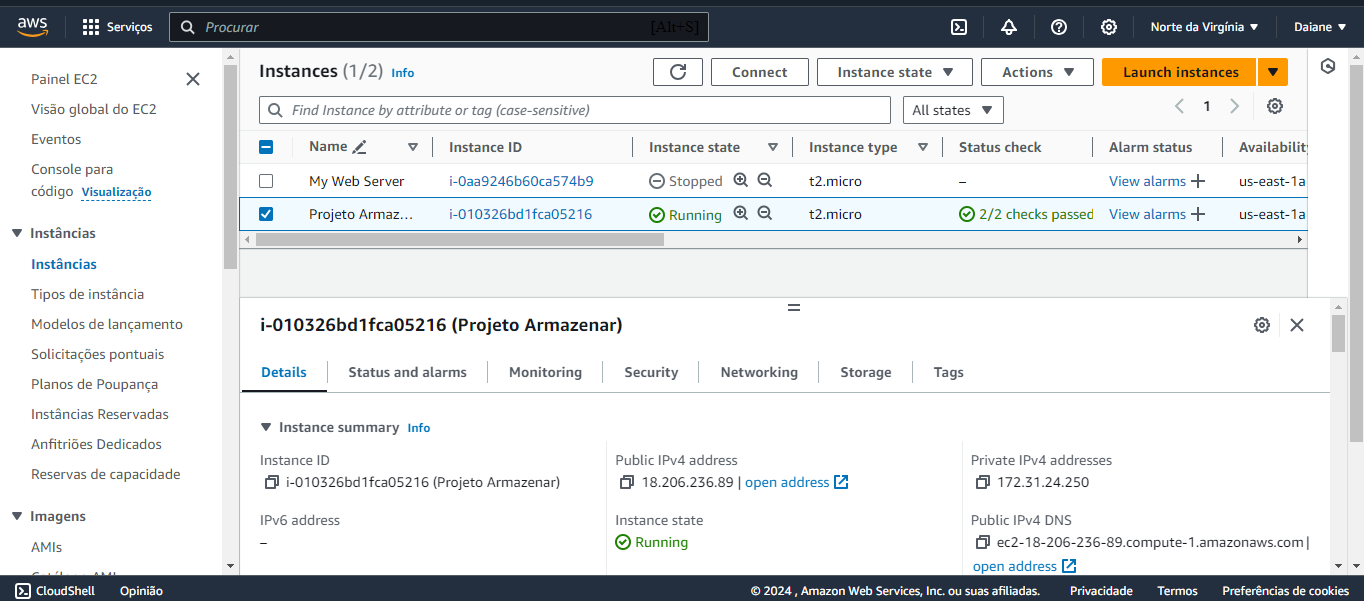 aws Serviços Procurar [Alt+S] Norte da Virgínia Daiane
Painel EC2
Visão global do EC2
Eventos
Console para
código Visualização
Instâncias
Instâncias
Tipos de instância
Modelos de lançamento
Solicitações pontuais
Planos de Poupança
Instâncias Reservadas
Anfitriões Dedicados
Reservas de capacidade
Imagens
AMIs
Instances (1/2) Info Connect Instance state Actions Launch instances
Find Instance by attribute or tag (case-sensitive) All states 1
Name Instance ID Instance state Instance type Status check Alarm status Availability
My Web Server i-0aa9246b60ca574b9 Stopped t2.micro – View alarms us-east-1a
Projeto Armaz... i-010326bd1fca05216 Running t2.micro 2/2 checks passed View alarms us-east-1a
i-010326bd1fca05216 (Projeto Armazenar)
Details Status and alarms Monitoring Security Networking Storage Tags
Instance summary Info
Instance ID
i-010326bd1fca05216 (Projeto Armazenar)
IPv6 address
–
Public IPv4 address
18.206.236.89 | open address
Instance state
Running
Private IPv4 addresses
172.31.24.250
Public IPv4 DNS
ec2-18-206-236-89.compute-1.amazonaws.com |
open address
CloudShell Opinião © 2024 , Amazon Web Services, Inc. ou suas afiliadas. Privacidade Termos Preferências de cookies